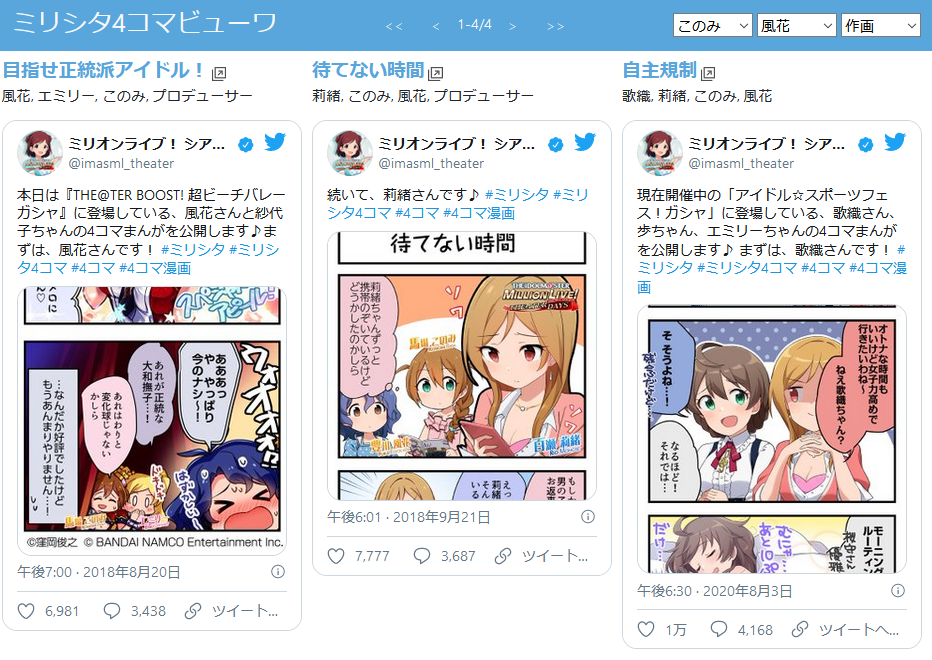 ミリシタ4コマビューワ
<< < 1-4/4 > >>
このみ 風花 作画
目指せ正統派アイドル！
風花, エミリー, このみ, プロデューサー
ミリオンライブ！ シア...
@imasml_theater
本日は『THE@TER BOOST! 超ビーチバレー
ガシャ』に登場している、風花さんと紗代
子ちゃんの4コマまんがを公開します♪ま
ずは、風花さんです！ #ミリシタ #ミリシ
タ4コマ #4コマ #4コマ漫画
ウオオオオ!!
あああっ
やっぱり
今のナシ〜！
あれが正統な
大和撫子…！
あれはわりと
変化球じゃない
かしら
…なんだか好評でしたけど
もうあんまりやりません…！
©窪岡俊之 © BANDAI NAMCO Entertainment Inc.
午後7:00 · 2018年8月20日
6,981 3,438 ツイート...
待てない時間
莉緒, このみ, 風花, プロデューサー
ミリオンライブ！ シア...
@imasml_theater
続いて、莉緒さんです♪ #ミリシタ #ミリ
シタ4コマ #4コマ #4コマ漫画
待てない時間
THE IDOLM@STER
MILLION LIVE!
莉緒ちゃんずっと
携帯のぞいているけど
どうかしたのかしら
馬場このみ
豊川風花
百瀬莉緒
午後6:01 · 2018年9月21日
7,777 3,687 ツイート...
自主規制
歌織, 莉緒, このみ, 風花
ミリオンライブ！ シア...
@imasml_theater
現在開催中の「アイドル☆スポーツフェ
ス！ガシャ」に登場している、歌織さん、
歩ちゃん、エミリーちゃんの4コマまんが
を公開します♪ まずは、歌織さんです！ #
ミリシタ #ミリシタ4コマ #4コマ #4コマ漫
画
オトナな時間も
いいけど女子力高めで
行きたいわね〜
ねえ歌織ちゃん？
そ そうよね…！
なるほど！
それでは…
モーニング
ルーティン
午後6:30 · 2020年8月3日
1万 4,168 ツイートへ...